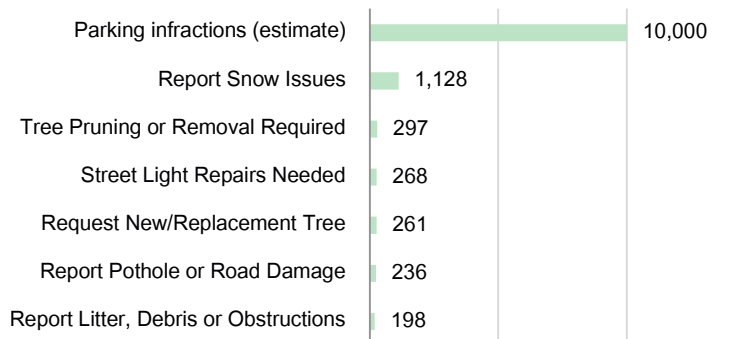 Parking infractions (estimate) 10,000
Report Snow Issues 1,128
Tree Pruning or Removal Required 297
Street Light Repairs Needed 268
Request New/Replacement Tree 261
Report Pothole or Road Damage 236
Report Litter, Debris or Obstructions 198